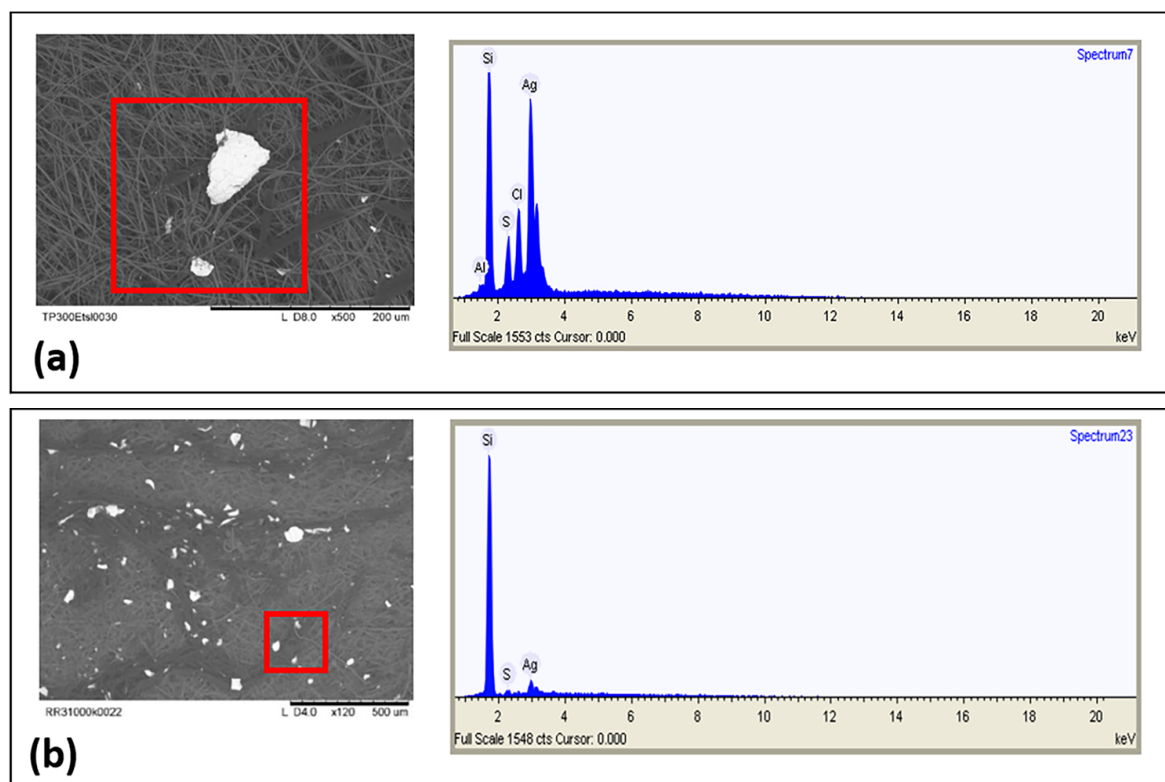 Spectrum7
Si
Ag
Cl
S
Al
2 4 6 8 10 12 14 16 18 20
Full Scale 1553 cts Cursor: 0.000 keV
TP300Etsl0030 L D8.0 x500 200 um
(a)
Spectrum23
Si
S
Ag
2 4 6 8 10 12 14 16 18 20
Full Scale 1548 cts Cursor: 0.000 keV
RR31000k0022 L D4.0 x120 500 um
(b)